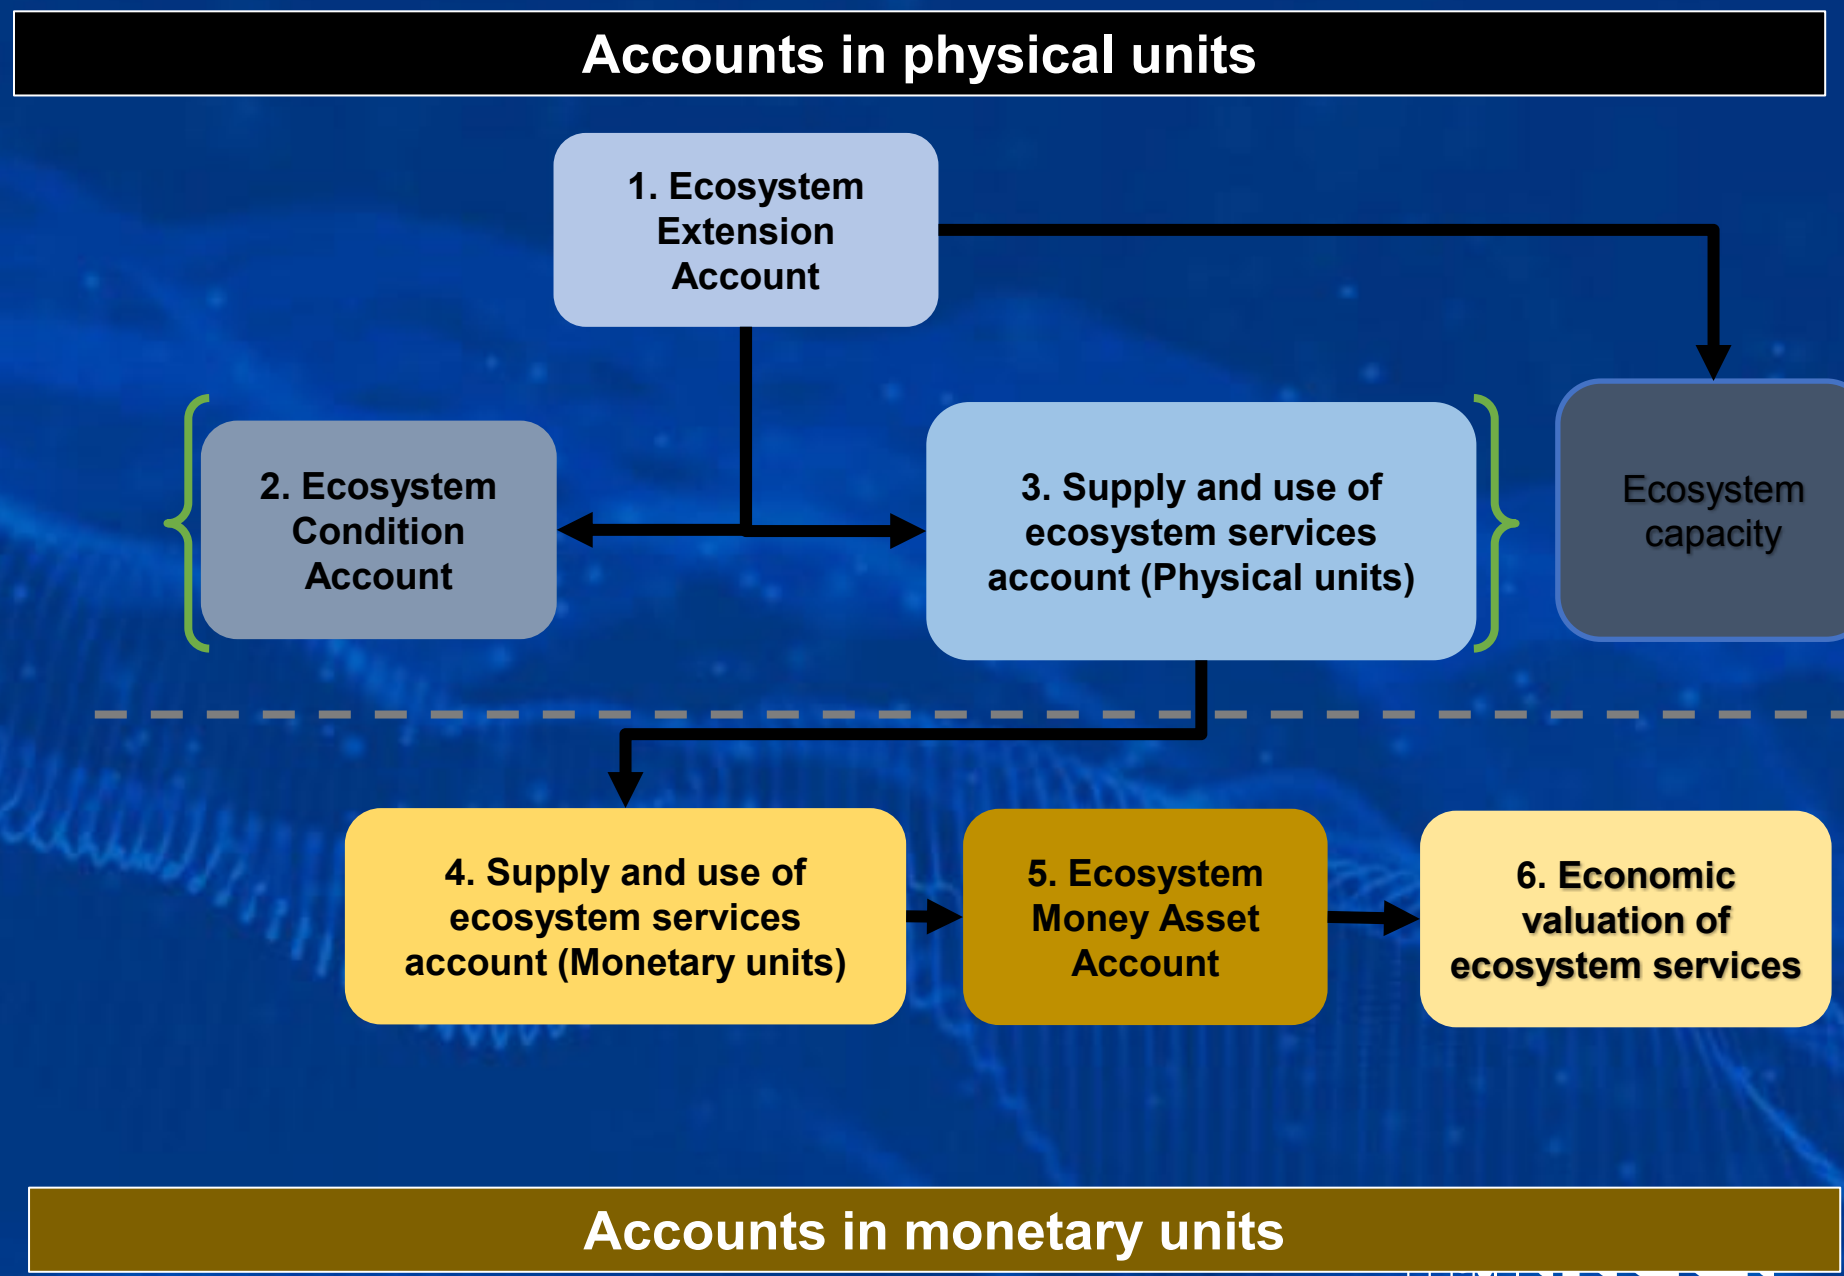 Accounts in physical units
1. Ecosystem
Extension
Account
2. Ecosystem
Condition
Account
3. Supply and use of
ecosystem services
account (Physical units)
Ecosystem
capacity
4. Supply and use of
ecosystem services
account (Monetary units)
5. Ecosystem
Money Asset
Account
6. Economic
valuation of
ecosystem services
Accounts in monetary units